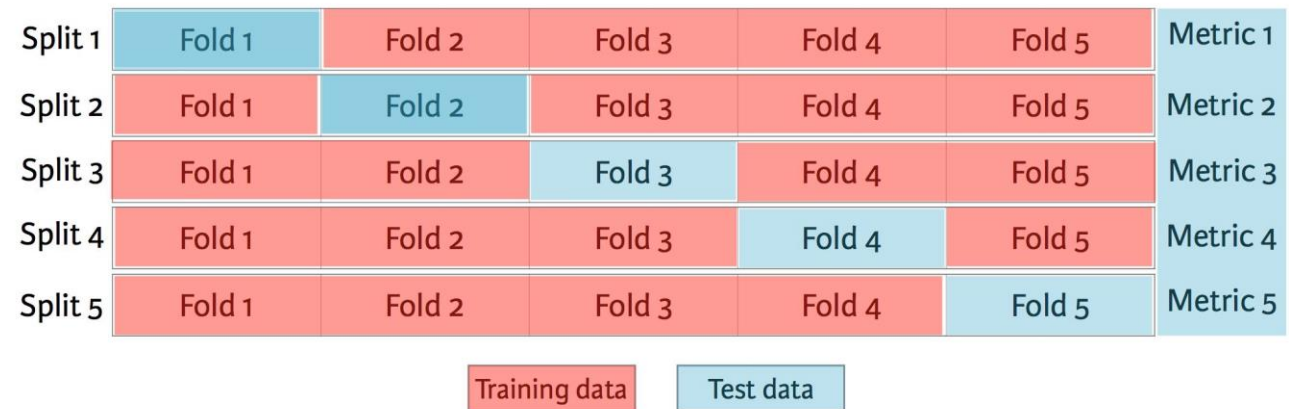 Split 1 Fold 1 Fold 2 Fold 3 Fold 4 Fold 5 Metric 1
Split 2 Fold 1 Fold 2 Fold 3 Fold 4 Fold 5 Metric 2
Split 3 Fold 1 Fold 2 Fold 3 Fold 4 Fold 5 Metric 3
Split 4 Fold 1 Fold 2 Fold 3 Fold 4 Fold 5 Metric 4
Split 5 Fold 1 Fold 2 Fold 3 Fold 4 Fold 5 Metric 5
Training data Test data